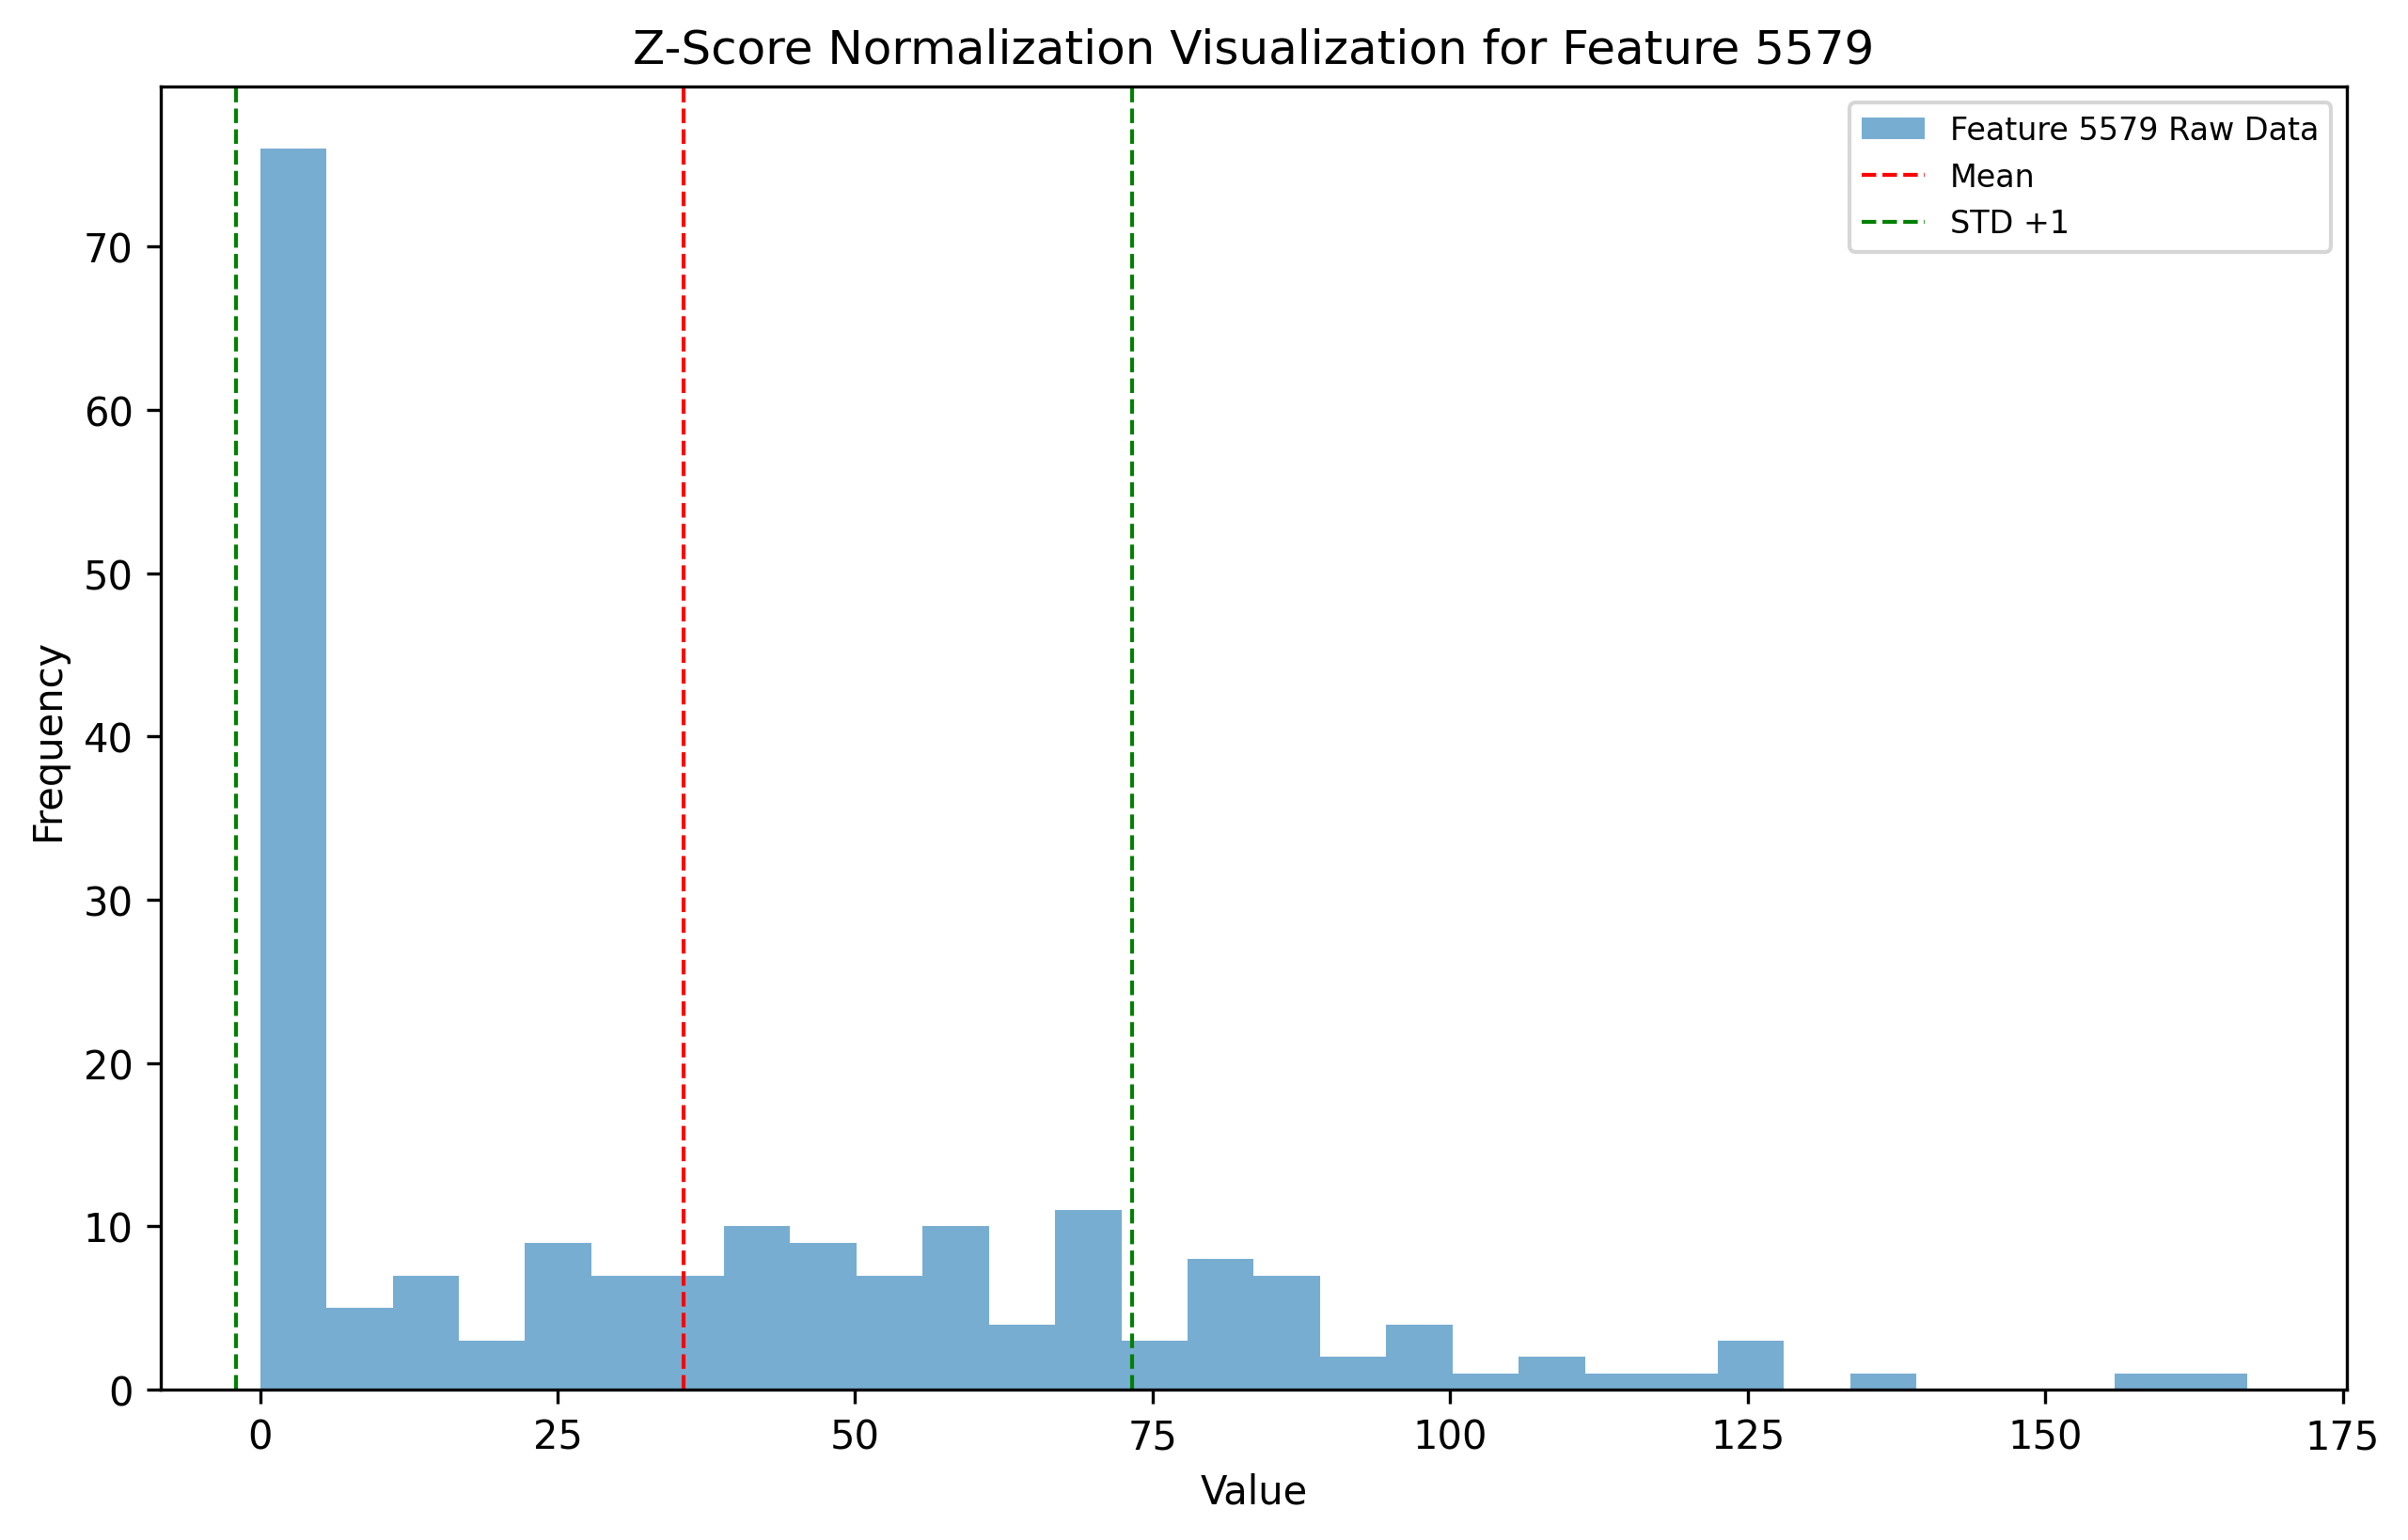 Z-Score Normalization Visualization for Feature 5579
Feature 5579 Raw Data
Mean
STD +1
Frequency
70
60
50
40
30
20
10
0
0 25 50 75 100 125 150 175
Value